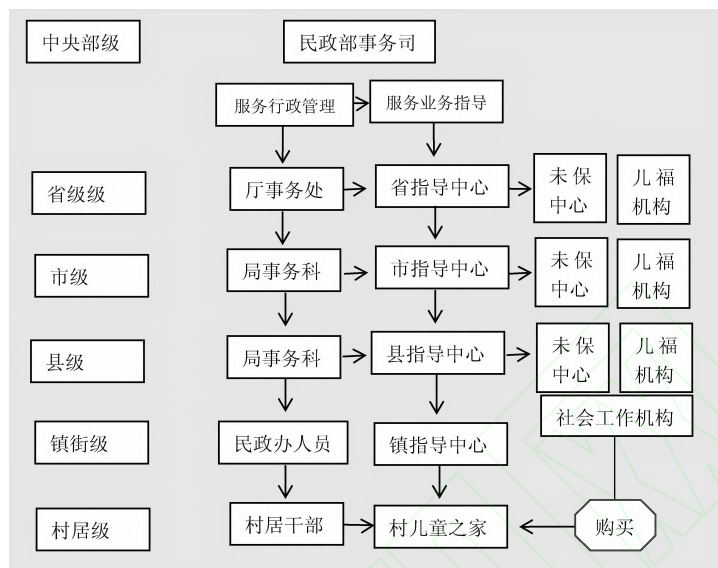 中央部级
民政部事务司
服务行政管理
服务业务指导
省级级
厅事务处
省指导中心
未保
中心
儿福
机构
市级
局事务科
市指导中心
未保
中心
儿福
机构
县级
局事务科
县指导中心
未保
中心
儿福
机构
社会工作机构
镇街级
民政办人员
镇指导中心
村居级
村居干部
村儿童之家
购买